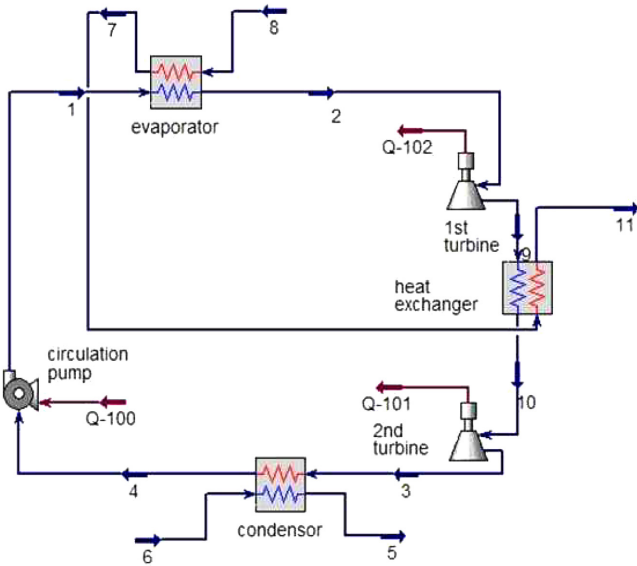 7
8
1
2
evaporator
Q-102
1st
turbine
11
9
heat
exchanger
circulation
pump
Q-100
Q-101
10
2nd
turbine
4
3
condensor
6
5